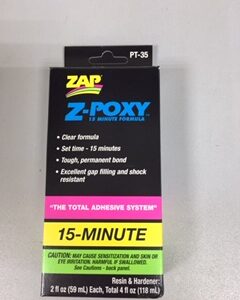 PT-35
ZAP
Z-POXY™
15 MINUTE FORMULA
• Clear formula
• Set time - 15 minutes
• Tough, permanent bond
• Excellent gap filling and shock
resistant
"THE TOTAL ADHESIVE SYSTEM"
15-MINUTE
CAUTION: MAY CAUSE SENSITIZATION AND SKIN OR
EYE IRRITATION. HARMFUL IF SWALLOWED.
See Cautions - back panel.
Resin & Hardener:
2 fl oz (59 mL) Each, Total 4 fl oz (118 mL)